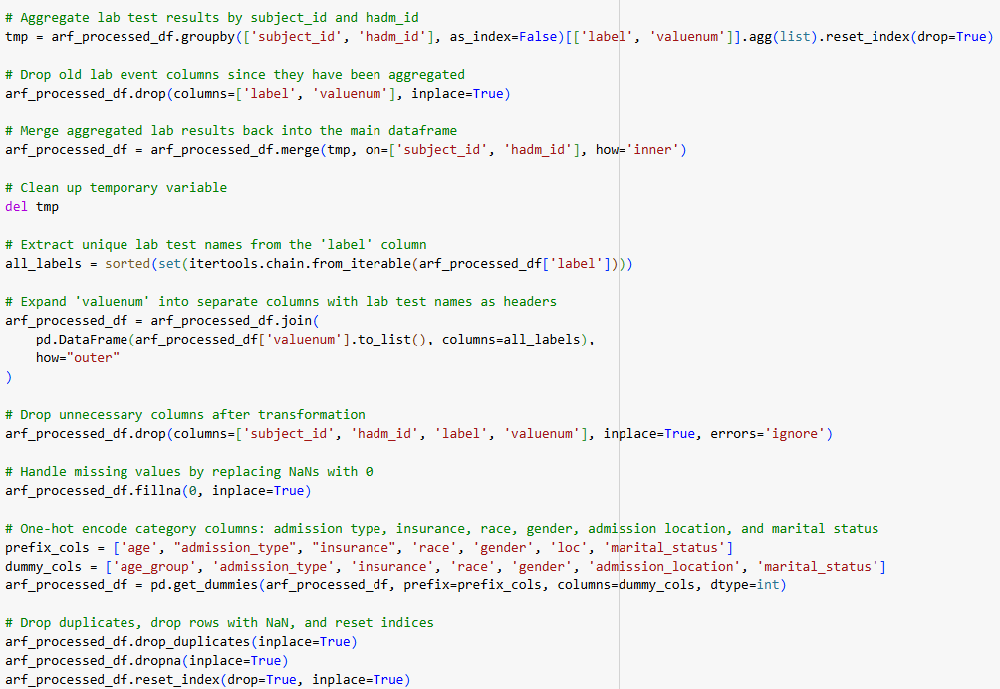 # Aggregate lab test results by subject_id and hadm_id
tmp = arf_processed_df.groupby(['subject_id', 'hadm_id'], as_index=False)[['label', 'valuenum']].agg(list).reset_index(drop=True)

# Drop old lab event columns since they have been aggregated
arf_processed_df.drop(columns=['label', 'valuenum'], inplace=True)

# Merge aggregated lab results back into the main dataframe
arf_processed_df = arf_processed_df.merge(tmp, on=['subject_id', 'hadm_id'], how='inner')

# Clean up temporary variable
del tmp

# Extract unique lab test names from the 'label' column
all_labels = sorted(set(itertools.chain.from_iterable(arf_processed_df['label'])))

# Expand 'valuenum' into separate columns with lab test names as headers
arf_processed_df = arf_processed_df.join(
    pd.DataFrame(arf_processed_df['valuenum'].to_list(), columns=all_labels),
    how="outer"
)

# Drop unnecessary columns after transformation
arf_processed_df.drop(columns=['subject_id', 'hadm_id', 'label', 'valuenum'], inplace=True, errors='ignore')

# Handle missing values by replacing NaNs with 0
arf_processed_df.fillna(0, inplace=True)

# One-hot encode category columns: admission type, insurance, race, gender, admission location, and marital status
prefix_cols = ['age', "admission_type", "insurance", 'race', 'gender', 'loc', 'marital_status']
dummy_cols = ['age_group', 'admission_type', 'insurance', 'race', 'gender', 'admission_location', 'marital_status']
arf_processed_df = pd.get_dummies(arf_processed_df, prefix=prefix_cols, columns=dummy_cols, dtype=int)

# Drop duplicates, drop rows with NaN, and reset indices
arf_processed_df.drop_duplicates(inplace=True)
arf_processed_df.dropna(inplace=True)
arf_processed_df.reset_index(drop=True, inplace=True)